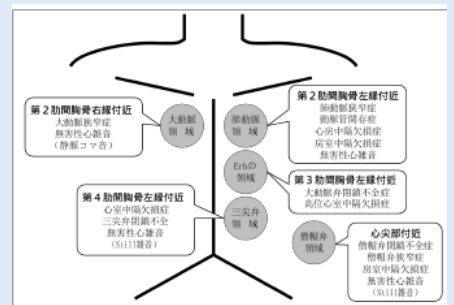 第2肋間胸骨右縁付近
大動脈狭窄症
無害性心雑音
(静脈コマ音)
大動脈
領域
肺動脈
領域
第2肋間胸骨左縁付近
肺動脈狭窄症
動脈管開存症
心房中隔欠損症
房室中隔欠損症
無害性心雑音
Erbの
領域
第3肋間胸骨左縁付近
大動脈弁閉鎖不全症
高位心室中隔欠損症
第4肋間胸骨左縁付近
心室中隔欠損症
三尖弁閉鎖不全
無害性心雑音
(Still雑音)
三尖弁
領域
僧帽弁
領域
心尖部付近
僧帽弁閉鎖不全症
僧帽弁狭窄症
房室中隔欠損症
無害性心雑音
(Still雑音)